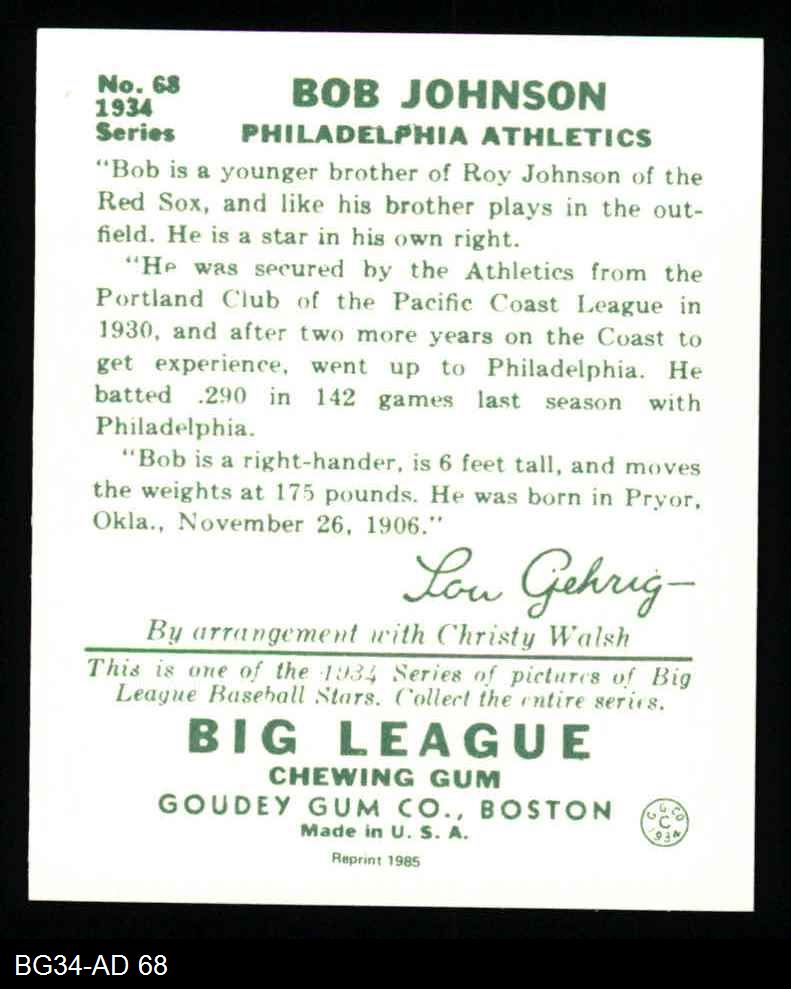 No. 68
1934
Series
BOB JOHNSON
PHILADELPHIA ATHLETICS
"Bob is a younger brother of Roy Johnson of the
Red Sox, and like his brother plays in the out-
field. He is a star in his own right.
"He was secured by the Athletics from the
Portland Club of the Pacific Coast League in
1930, and after two more years on the Coast to
get experience, went up to Philadelphia. He
batted .290 in 142 games last season with
Philadelphia.
"Bob is a right-hander, is 6 feet tall, and moves
the weights at 175 pounds. He was born in Pryor,
Okla., November 26, 1906."
Lou Gehrig—
By arrangement with Christy Walsh
This is one of the 1934 Series of pictures of Big
League Baseball Stars. Collect the entire series.
BIG LEAGUE
CHEWING GUM
GOUDEY GUM CO., BOSTON
Made in U. S. A.
G.G.CO
C
1934
Reprint 1985
BG34-AD 68